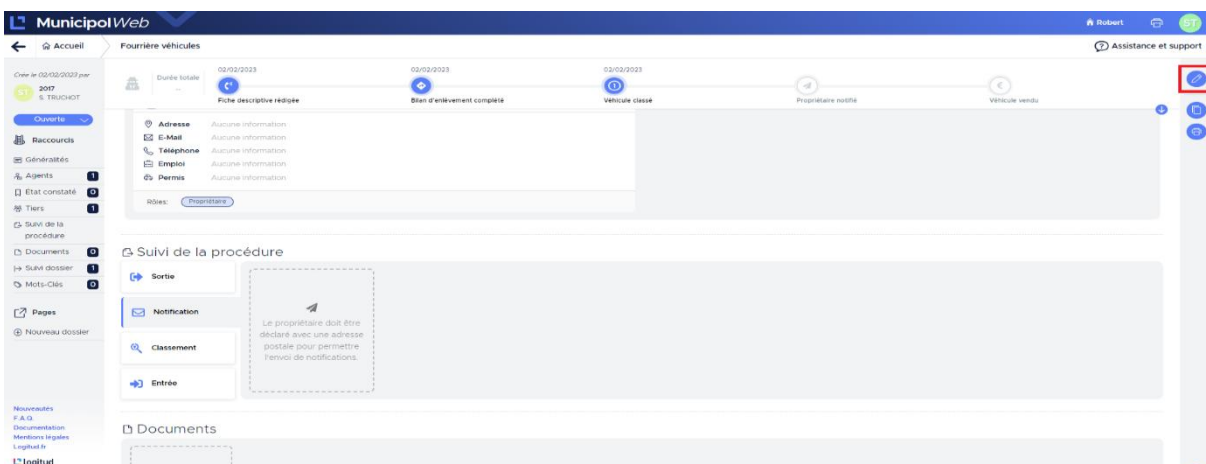 MunicipolWeb
Robert
ST
Accueil
Fourrière véhicules
Assistance et support
Crée le 02/02/2023 par
ST
2017
S. TRUCHOT
Ouverte
Raccourcis
Généralités
Agents 1
État constaté 0
Tiers 1
Suivi de la
procédure
Documents 0
Suivi dossier 1
Mots-Clés 0
Pages
Nouveau dossier
Nouveautés
F.A.Q.
Documentation
Mentions légales
Logitud.fr
logitud
Durée totale
--
02/02/2023
Fiche descriptive rédigée
02/02/2023
Bilan d'enlèvement complété
02/02/2023
Véhicule classé
Propriétaire notifié
Véhicule vendu
Adresse Aucune information
E-Mail Aucune information
Téléphone Aucune information
Emploi Aucune information
Permis Aucune information
Rôles: Propriétaire
Suivi de la procédure
Sortie
Notification
Classement
Entrée
Le propriétaire doit être
déclaré avec une adresse
postale pour permettre
l'envoi de notifications.
Documents